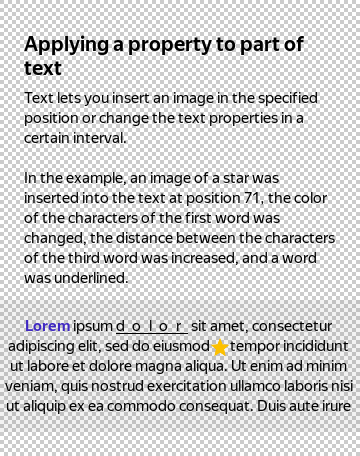 Applying a property to part of
text
Text lets you insert an image in the specified
position or change the text properties in a
certain interval.
In the example, an image of a star was
inserted into the text at position 71, the color
of the characters of the first word was
changed, the distance between the characters
of the third word was increased, and a word
was underlined.
Lorem ipsum d o l o r sit amet, consectetur
adipiscing elit, sed do eiusmod tempor incididunt
ut labore et dolore magna aliqua. Ut enim ad minim
veniam, quis nostrud exercitation ullamco laboris nisi
ut aliquip ex ea commodo consequat. Duis aute irure